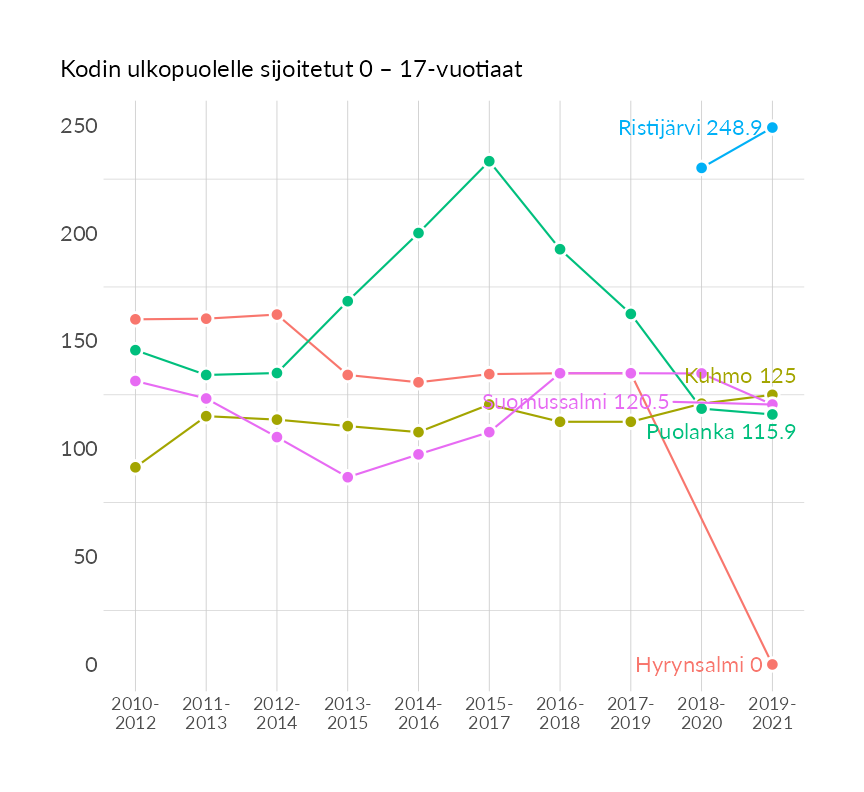 Kodin ulkopuolelle sijoitetut 0 – 17-vuotiaat
250
Ristijärvi 248.9
200
150
Kuhmo 125
Suomussalmi 120.5
Puolanka 115.9
100
50
0
Hyrynsalmi 0
2010- 2011- 2012- 2013- 2014- 2015- 2016- 2017- 2018- 2019-
2012 2013 2014 2015 2016 2017 2018 2019 2020 2021